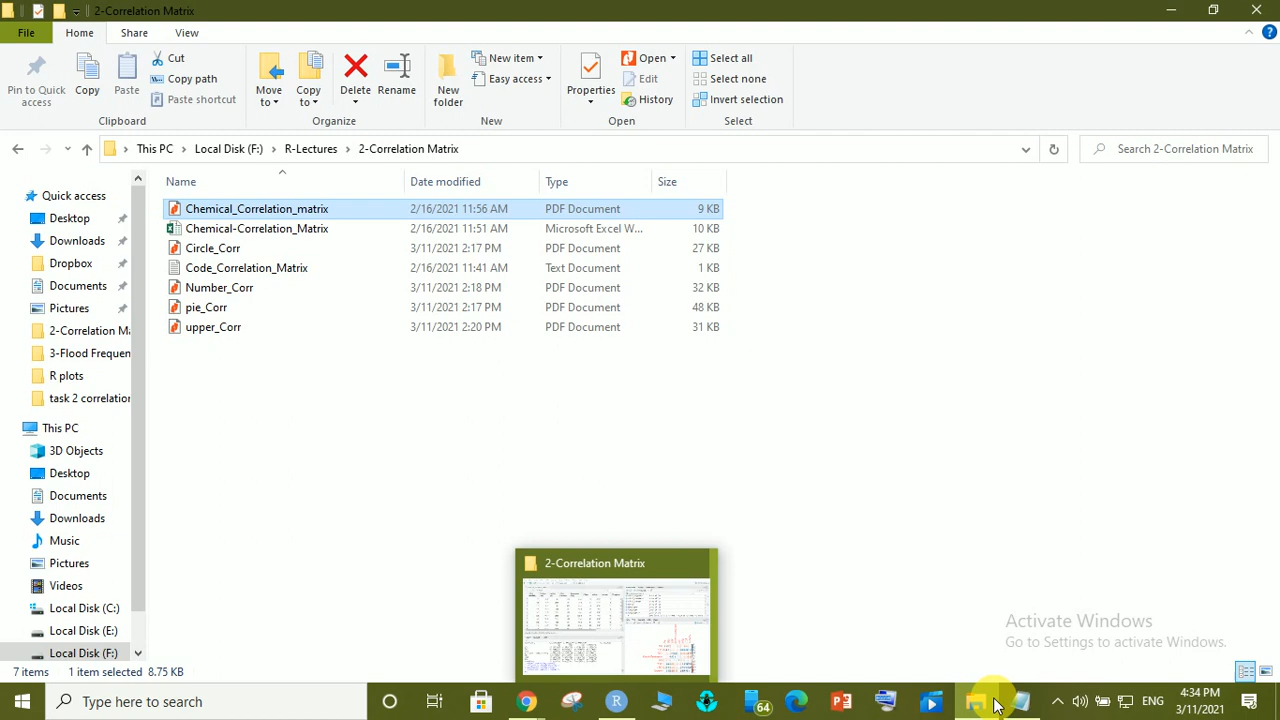 2-Correlation Matrix
File Home Share View
Pin to Quick access
Copy
Paste
Cut
Copy path
Paste shortcut
Clipboard
Move to
Copy to
Delete
Rename
Organize
New folder
New item
Easy access
New
Properties
Open
Edit
History
Open
Select all
Select none
Invert selection
Select
This PC Local Disk (F:) R-Lectures 2-Correlation Matrix
Search 2-Correlation Matrix
Quick access
Desktop
Downloads
Dropbox
Documents
Pictures
2-Correlation Ma
3-Flood Frequen
R plots
task 2 correlation
This PC
3D Objects
Desktop
Documents
Downloads
Music
Pictures
Videos
Local Disk (C:)
Local Disk (E:)
Local Disk (F:)
Name Date modified Type Size
Chemical_Correlation_matrix 2/16/2021 11:56 AM PDF Document 9 KB
Chemical-Correlation_Matrix 2/16/2021 11:51 AM Microsoft Excel W... 10 KB
Circle_Corr 3/11/2021 2:17 PM PDF Document 27 KB
Code_Correlation_Matrix 2/16/2021 11:41 AM Text Document 1 KB
Number_Corr 3/11/2021 2:18 PM PDF Document 32 KB
pie_Corr 3/11/2021 2:17 PM PDF Document 48 KB
upper_Corr 3/11/2021 2:20 PM PDF Document 31 KB
2-Correlation Matrix
Activate Windows
Go to Settings to activate Windows.
7 items 1 item selected 8.75 KB
Type here to search
64
ENG
4:34 PM
3/11/2021